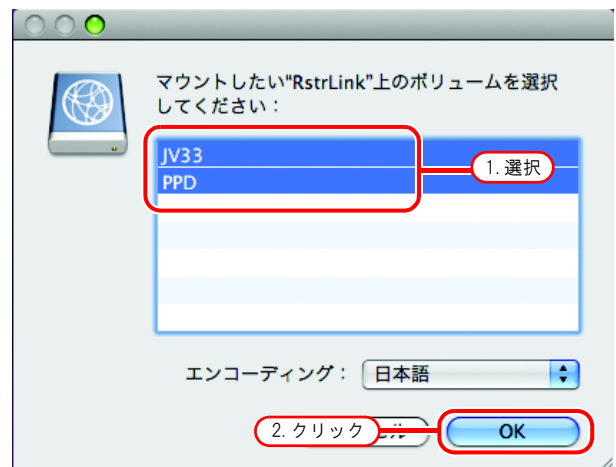 マウントしたい“RstrLink”上のボリュームを選択
してください：
JV33
PPD
1. 選択
エンコーディング： 日本語
2. クリック
OK